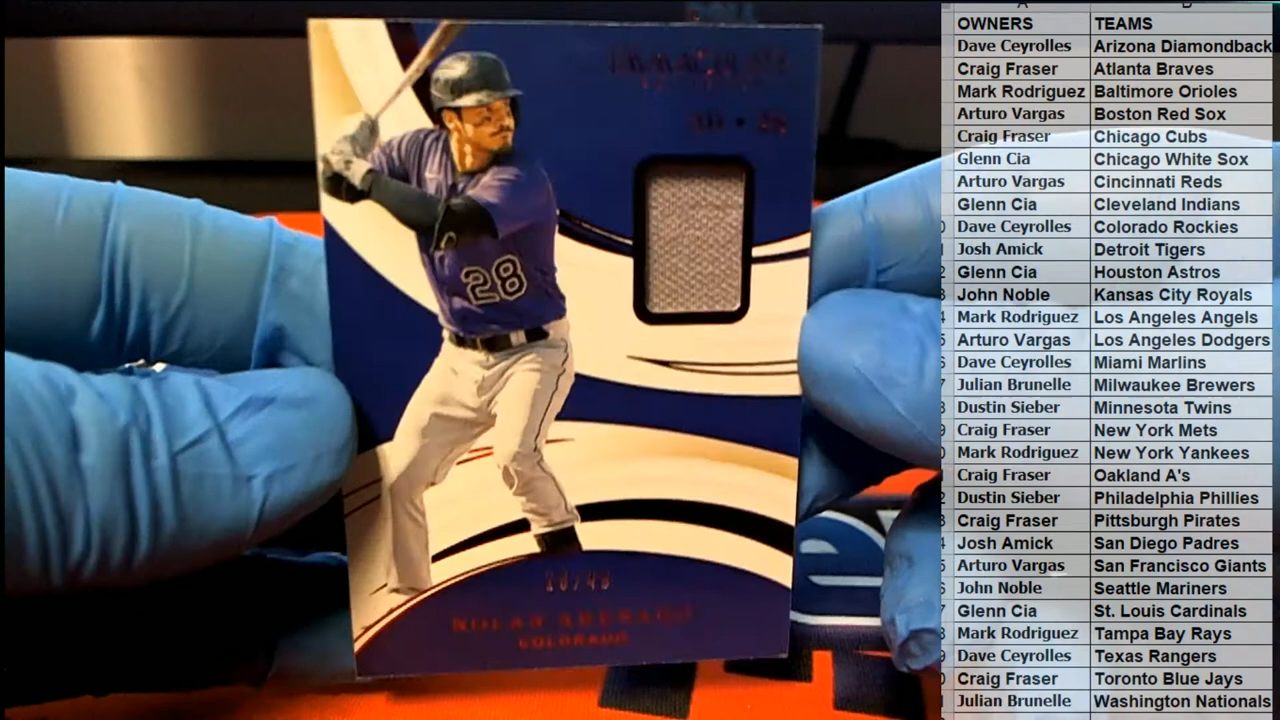 IMMACULATE
3B • 28
28
NOLAN ARENADO
COLORADO
OWNERS TEAMS
Dave Ceyrolles Arizona Diamondback
Craig Fraser Atlanta Braves
Mark Rodriguez Baltimore Orioles
Arturo Vargas Boston Red Sox
Craig Fraser Chicago Cubs
Glenn Cia Chicago White Sox
Arturo Vargas Cincinnati Reds
Glenn Cia Cleveland Indians
Dave Ceyrolles Colorado Rockies
Josh Amick Detroit Tigers
Glenn Cia Houston Astros
John Noble Kansas City Royals
Mark Rodriguez Los Angeles Angels
Arturo Vargas Los Angeles Dodgers
Dave Ceyrolles Miami Marlins
Julian Brunelle Milwaukee Brewers
Dustin Sieber Minnesota Twins
Craig Fraser New York Mets
Mark Rodriguez New York Yankees
Craig Fraser Oakland A's
Dustin Sieber Philadelphia Phillies
Craig Fraser Pittsburgh Pirates
Josh Amick San Diego Padres
Arturo Vargas San Francisco Giants
John Noble Seattle Mariners
Glenn Cia St. Louis Cardinals
Mark Rodriguez Tampa Bay Rays
Dave Ceyrolles Texas Rangers
Craig Fraser Toronto Blue Jays
Julian Brunelle Washington Nationals